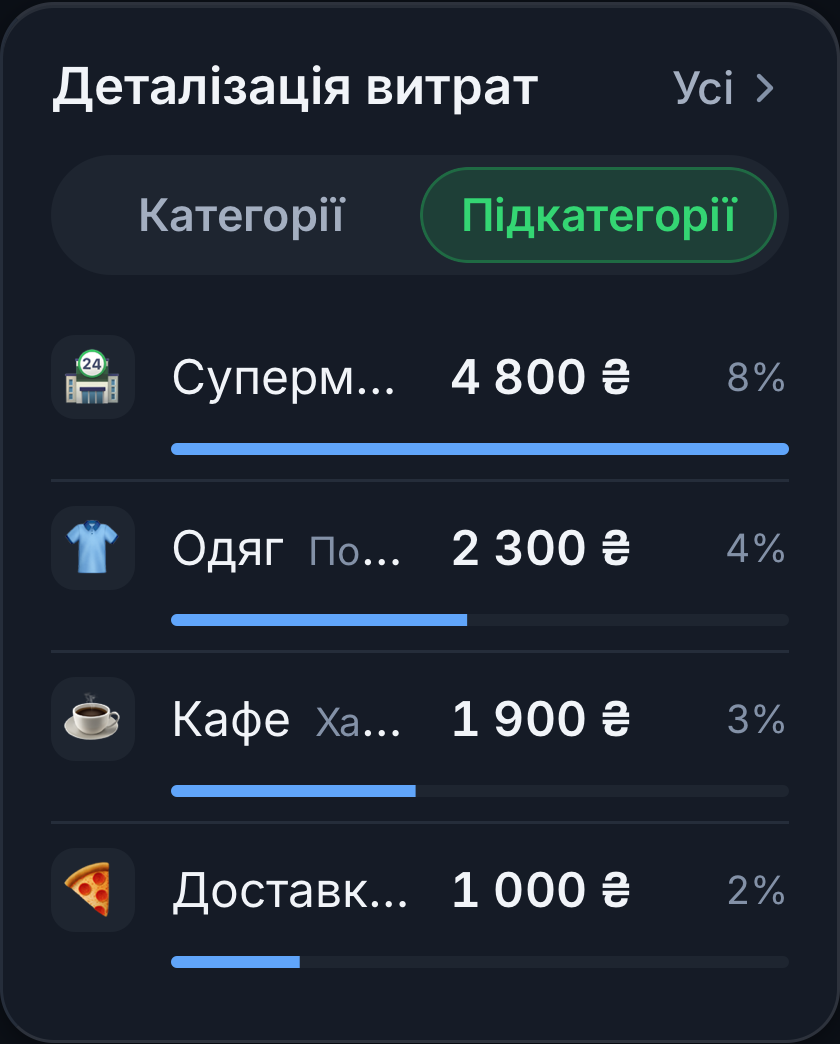 Деталізація витрат Усі
Категорії Підкатегорії
24
Суперм... 4 800 ₴ 8%
Одяг По... 2 300 ₴ 4%
Кафе Ха... 1 900 ₴ 3%
Доставк... 1 000 ₴ 2%